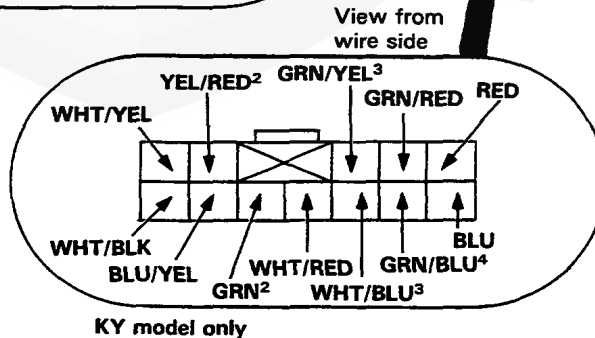 View from
wire side
YEL/RED²
GRN/YEL³
WHT/YEL
GRN/RED
RED
WHT/BLK
BLU/YEL
GRN²
WHT/RED
WHT/BLU³
GRN/BLU⁴
BLU
KY model only